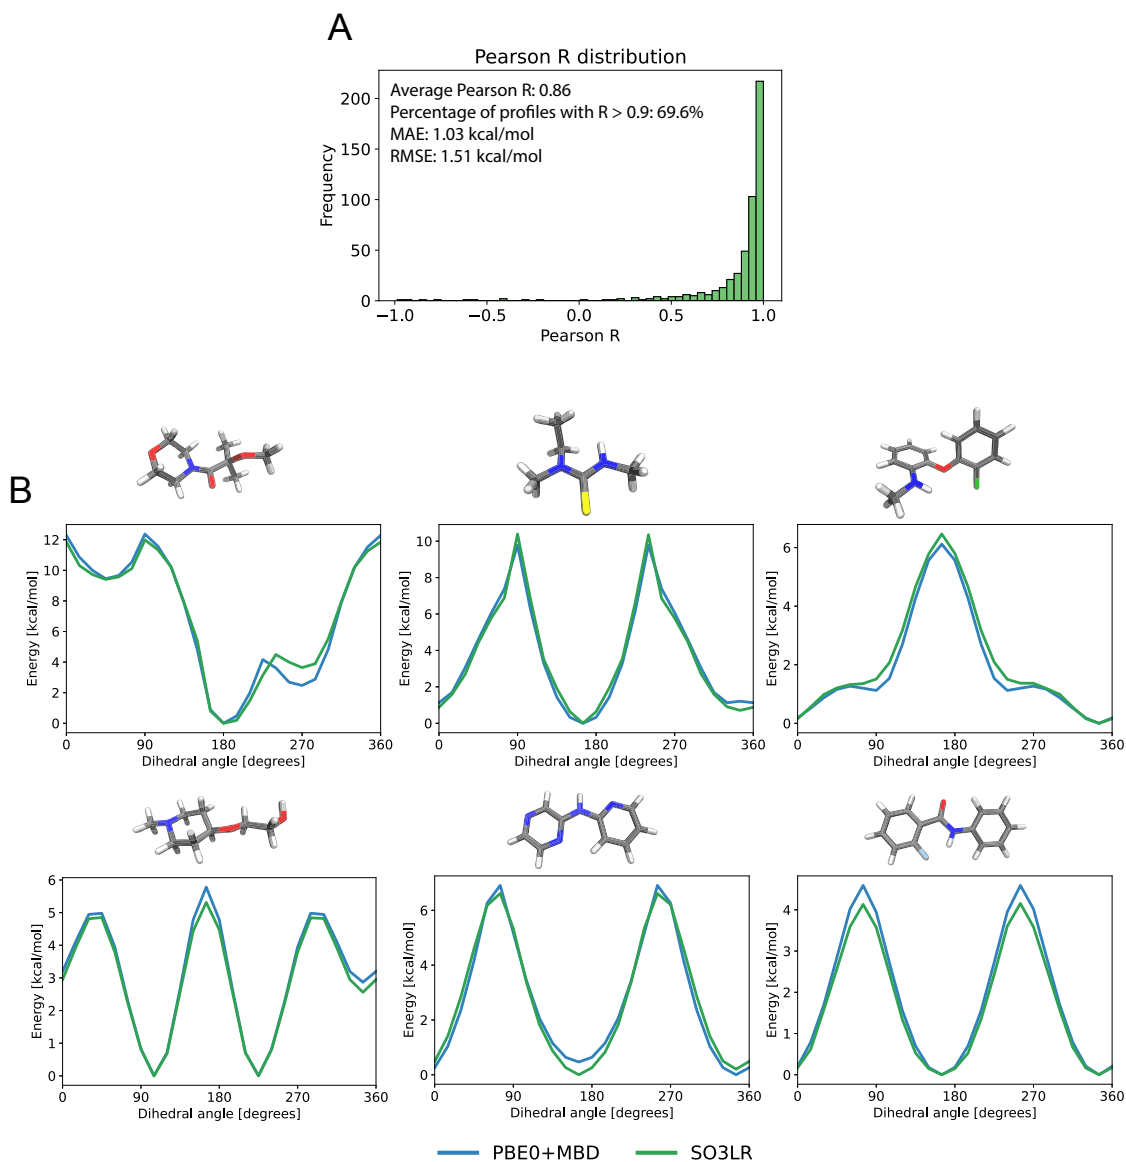 A
Pearson R distribution
Average Pearson R: 0.86
Percentage of profiles with R > 0.9: 69.6%
MAE: 1.03 kcal/mol
RMSE: 1.51 kcal/mol
Frequency
200
150
100
50
0
−1.0 −0.5 0.0 0.5 1.0
Pearson R
B
Energy [kcal/mol]
12
10
8
6
4
2
0
0 90 180 270 360
Dihedral angle [degrees]
Energy [kcal/mol]
10
8
6
4
2
0
0 90 180 270 360
Dihedral angle [degrees]
Energy [kcal/mol]
6
4
2
0
0 90 180 270 360
Dihedral angle [degrees]
Energy [kcal/mol]
6
5
4
3
2
1
0
0 90 180 270 360
Dihedral angle [degrees]
Energy [kcal/mol]
6
4
2
0
0 90 180 270 360
Dihedral angle [degrees]
Energy [kcal/mol]
4
3
2
1
0
0 90 180 270 360
Dihedral angle [degrees]
PBE0+MBD SO3LR